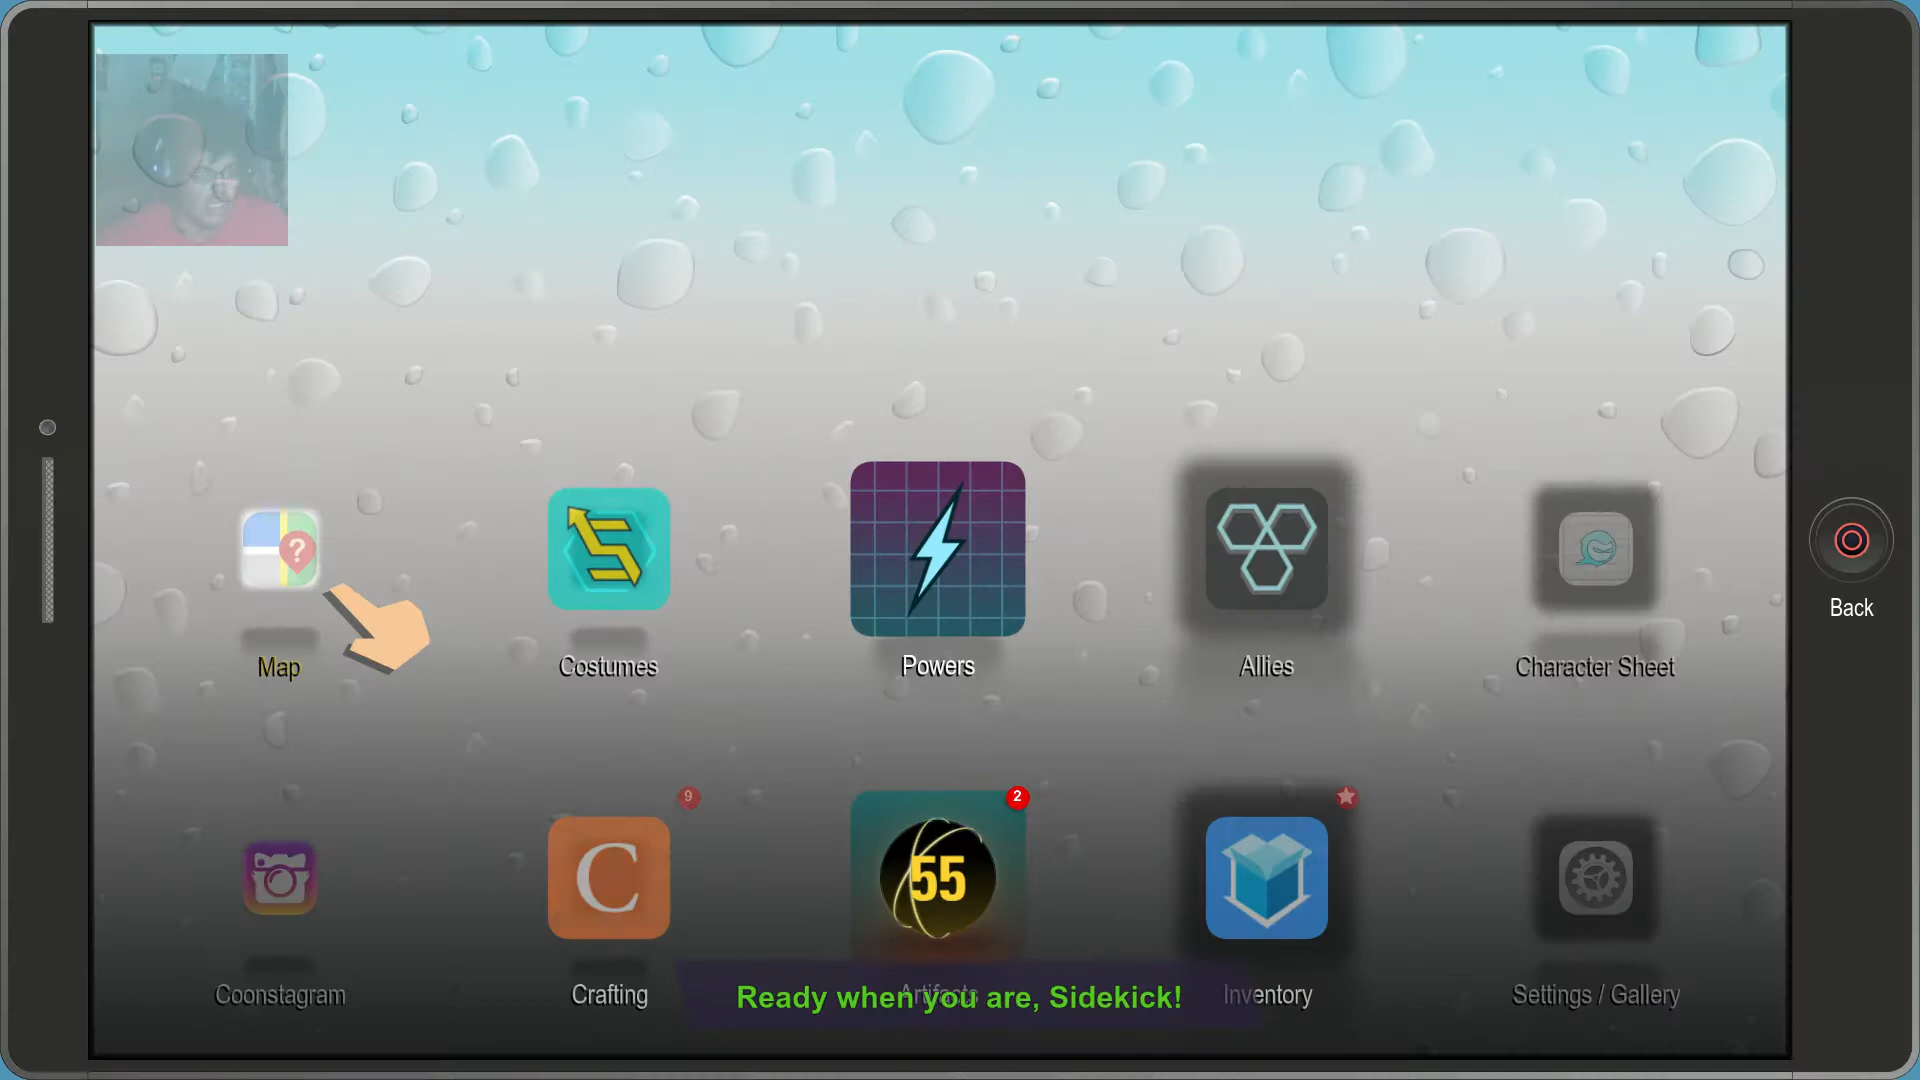 ?
Map
Costumes
Powers
Allies
Character Sheet
Back
9
2
C
55
Coonstagram
Crafting
Artifacts
Inventory
Settings / Gallery
Ready when you are, Sidekick!